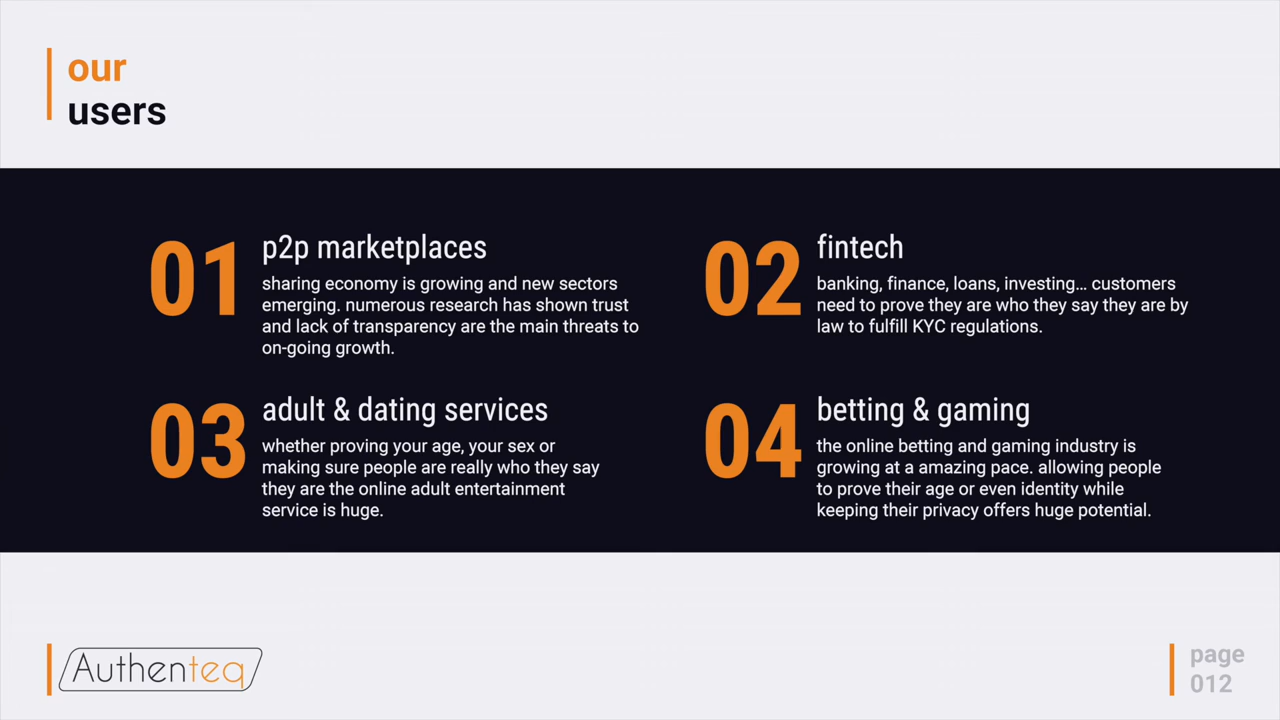 our
users
01
p2p marketplaces
sharing economy is growing and new sectors
emerging. numerous research has shown trust
and lack of transparency are the main threats to
on-going growth.
02
fintech
banking, finance, loans, investing... customers
need to prove they are who they say they are by
law to fulfill KYC regulations.
03
adult & dating services
whether proving your age, your sex or
making sure people are really who they say
they are the online adult entertainment
service is huge.
04
betting & gaming
the online betting and gaming industry is
growing at a amazing pace. allowing people
to prove their age or even identity while
keeping their privacy offers huge potential.
Authenteq
page
012